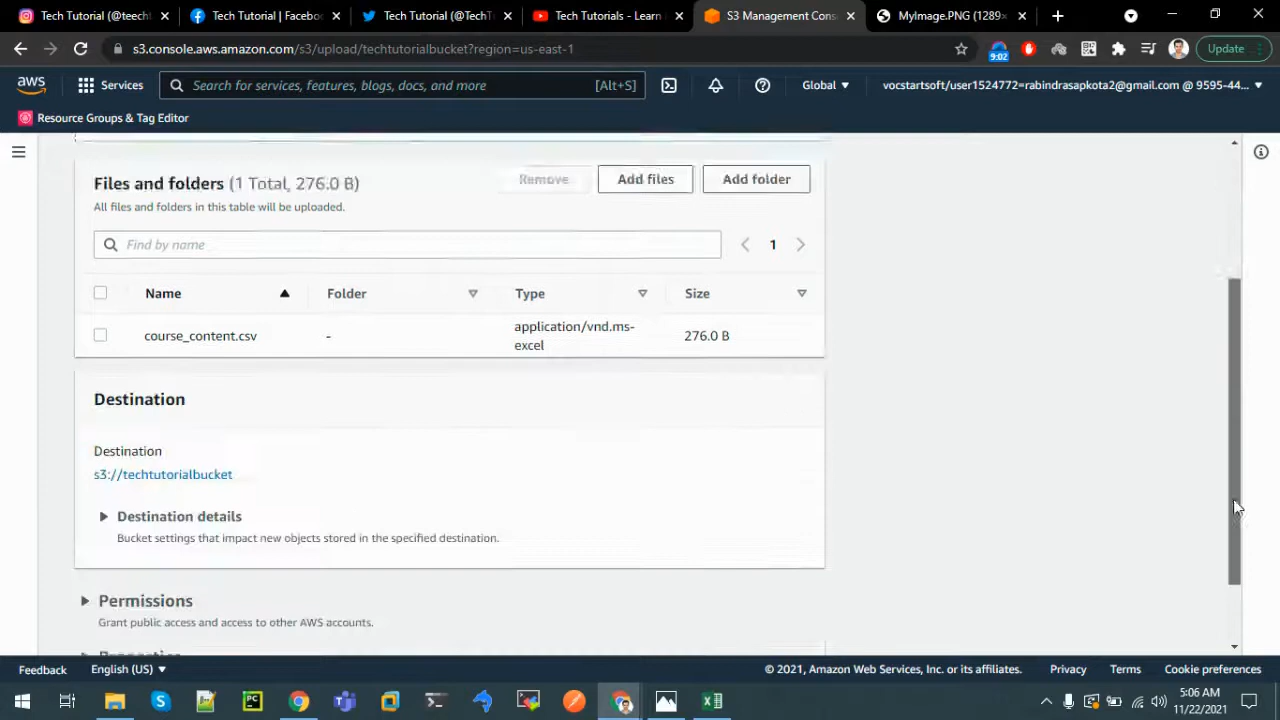 Tech Tutorial (@teech
Tech Tutorial | Facebo
Tech Tutorial (@TechT
Tech Tutorials - Learn
S3 Management Cons
MyImage.PNG (1289×
s3.console.aws.amazon.com/s3/upload/techtutorialbucket?region=us-east-1
9:02
Update
aws
Services
Search for services, features, blogs, docs, and more
[Alt+S]
Global
vocstartsoft/user1524772=rabindrasapkota2@gmail.com @ 9595-44...
Resource Groups & Tag Editor
Files and folders (1 Total, 276.0 B)
Remove
Add files
Add folder
All files and folders in this table will be uploaded.
Find by name
1
Name
Folder
Type
Size
course_content.csv
-
application/vnd.ms-
excel
276.0 B
Destination
Destination
s3://techtutorialbucket
Destination details
Bucket settings that impact new objects stored in the specified destination.
Permissions
Grant public access and access to other AWS accounts.
Feedback
English (US)
© 2021, Amazon Web Services, Inc. or its affiliates.
Privacy
Terms
Cookie preferences
5:06 AM
11/22/2021